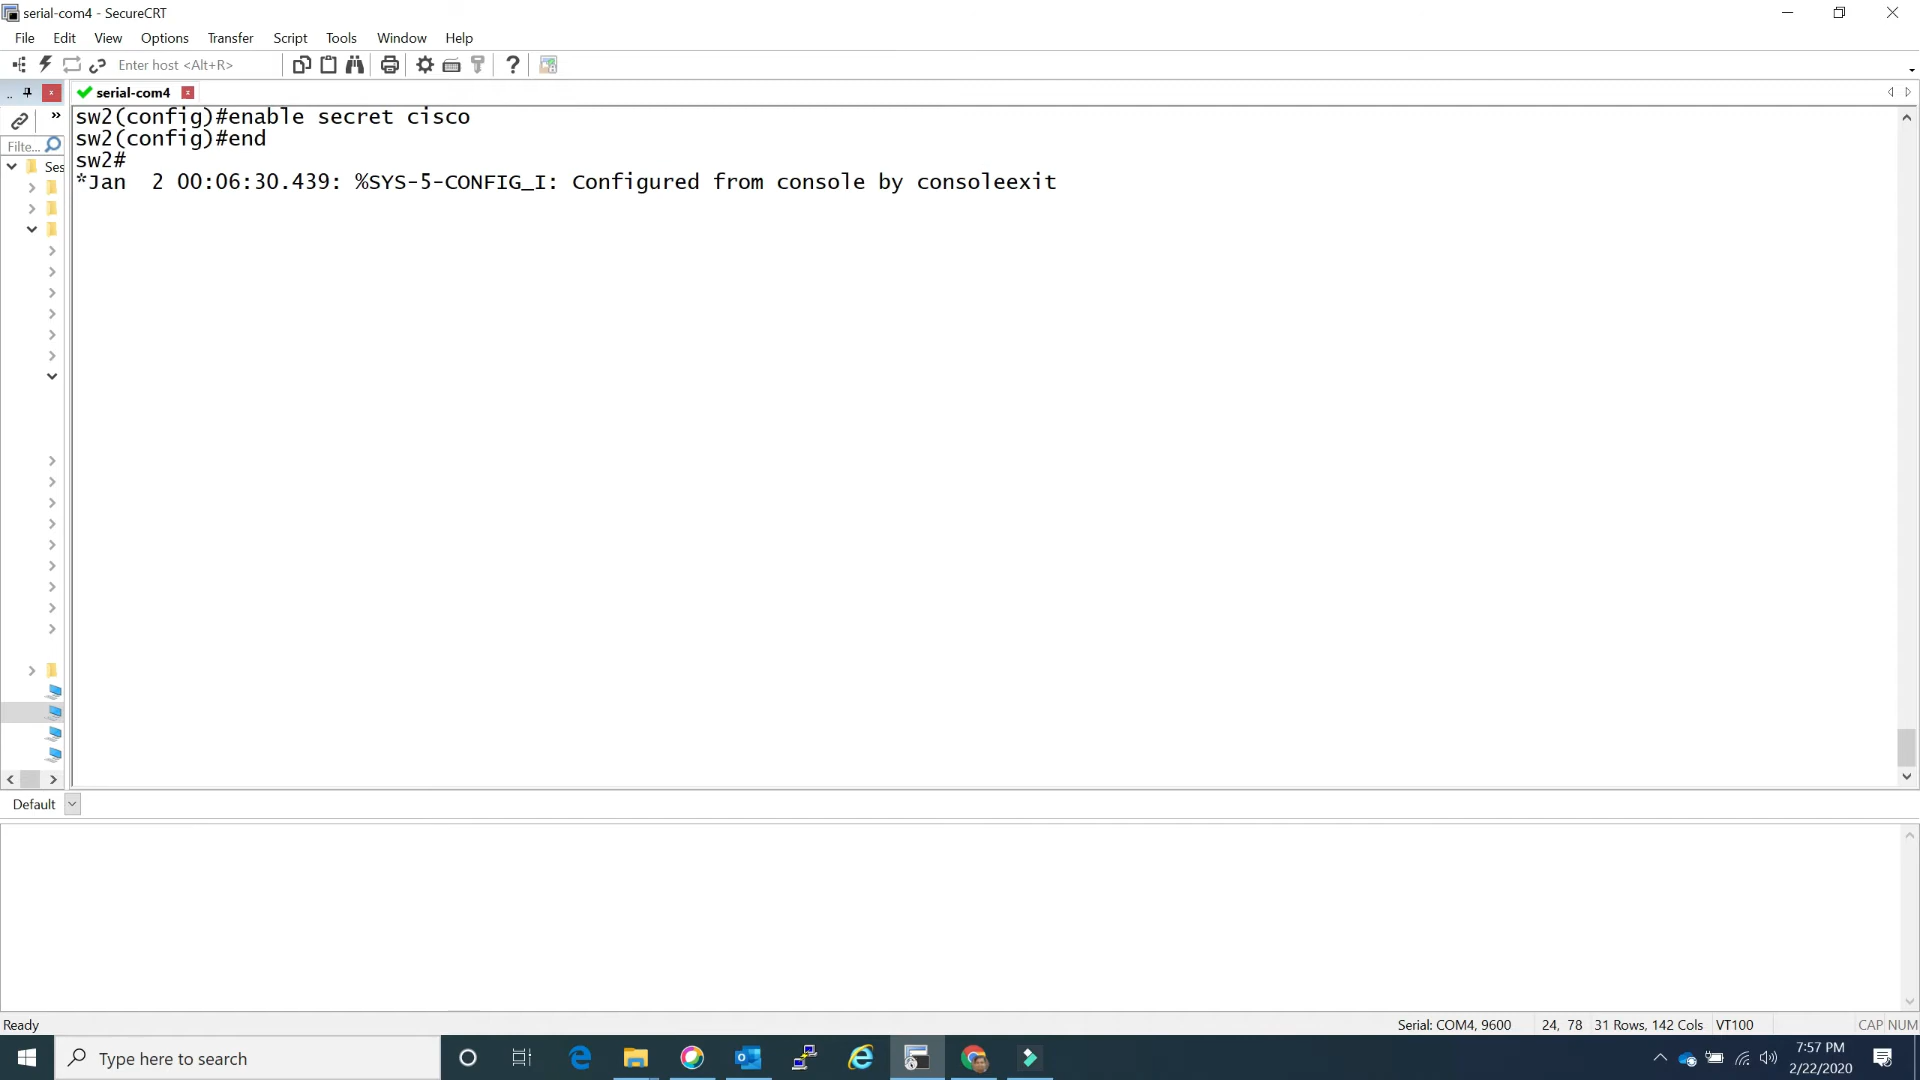 serial-com4 - SecureCRT
File Edit View Options Transfer Script Tools Window Help
Enter host <Alt+R>
serial-com4
Filte...
Ses
sw2(config)#enable secret cisco
sw2(config)#end
sw2#
*Jan  2 00:06:30.439: %SYS-5-CONFIG_I: Configured from console by consoleexit
Default
Ready
Serial: COM4, 9600 24, 78 31 Rows, 142 Cols VT100 CAP NUM
Type here to search
7:57 PM
2/22/2020